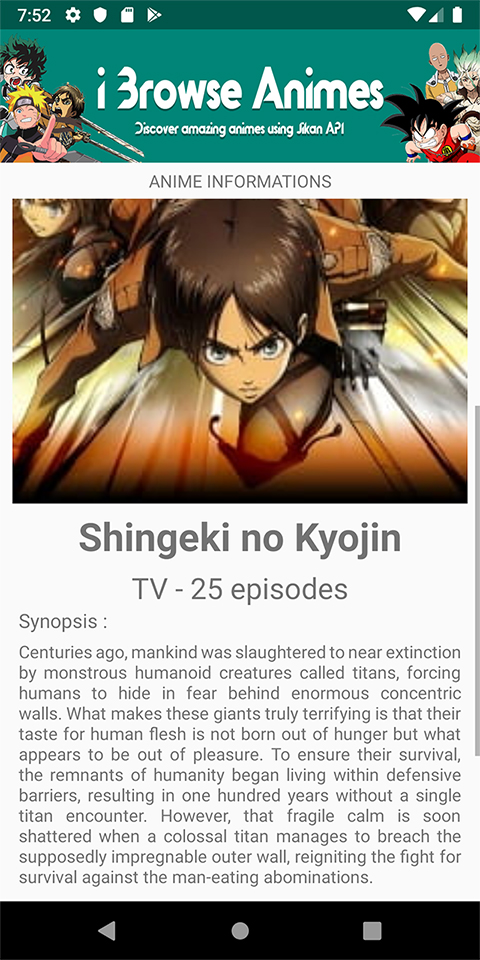 7:52
i Browse Animes
Discover amazing animes using Jikan API
ANIME INFORMATIONS
Shingeki no Kyojin
TV - 25 episodes
Synopsis :
Centuries ago, mankind was slaughtered to near extinction
by monstrous humanoid creatures called titans, forcing
humans to hide in fear behind enormous concentric
walls. What makes these giants truly terrifying is that their
taste for human flesh is not born out of hunger but what
appears to be out of pleasure. To ensure their survival,
the remnants of humanity began living within defensive
barriers, resulting in one hundred years without a single
titan encounter. However, that fragile calm is soon
shattered when a colossal titan manages to breach the
supposedly impregnable outer wall, reigniting the fight for
survival against the man-eating abominations.